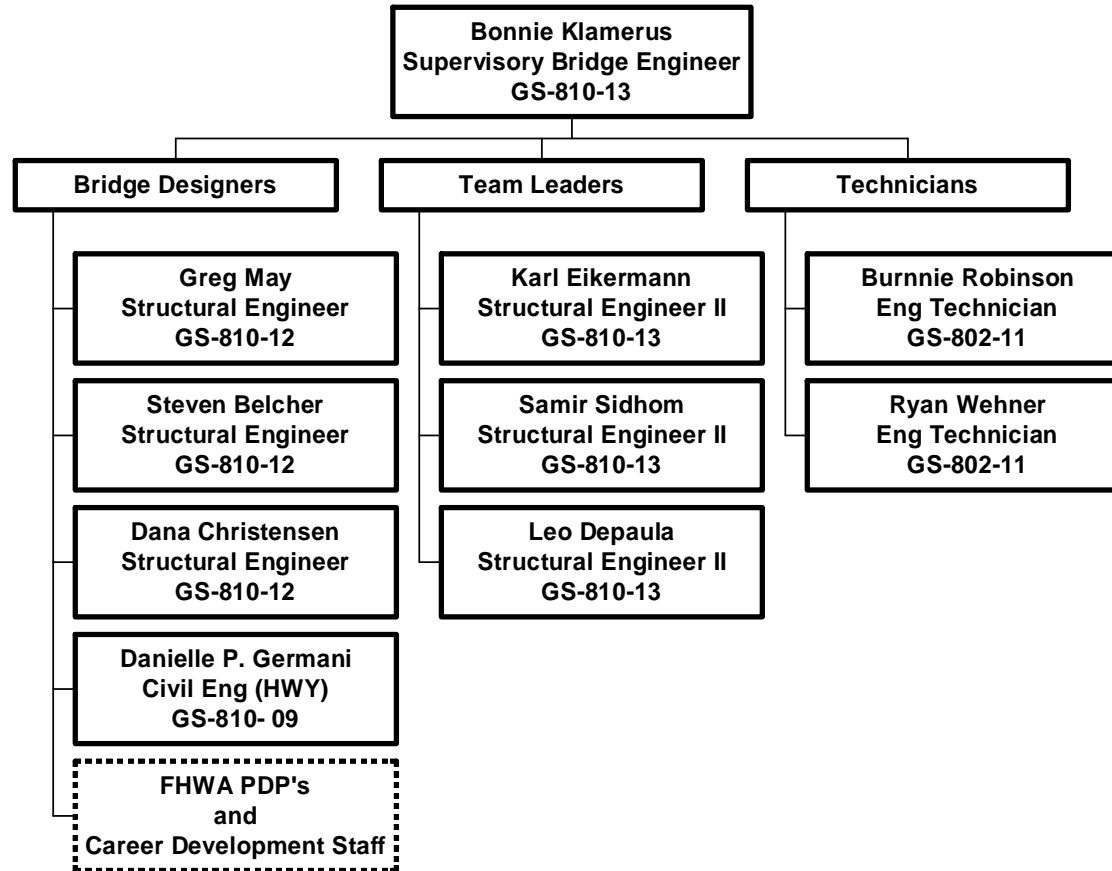 Bonnie Klamerus
Supervisory Bridge Engineer
GS-810-13
Bridge Designers
Team Leaders
Technicians
Greg May
Structural Engineer
GS-810-12
Steven Belcher
Structural Engineer
GS-810-12
Dana Christensen
Structural Engineer
GS-810-12
Danielle P. Germani
Civil Eng (HWY)
GS-810- 09
FHWA PDP's
and
Career Development Staff
Karl Eikermann
Structural Engineer II
GS-810-13
Samir Sidhom
Structural Engineer II
GS-810-13
Leo Depaula
Structural Engineer II
GS-810-13
Burnnie Robinson
Eng Technician
GS-802-11
Ryan Wehner
Eng Technician
GS-802-11